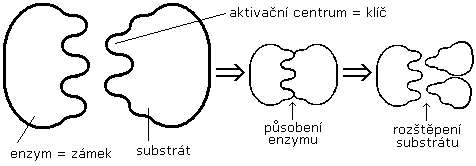 aktivační centrum = klíč
enzym = zámek
substrát
působení
enzymu
rozštěpení
substrátu